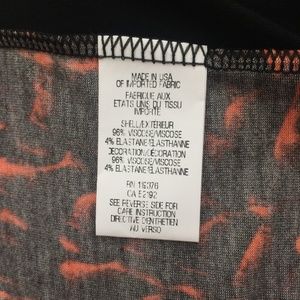 MADE IN USA
OF IMPORTED FABRIC
FABRIQUE AUX
ETATS UNIS DU TISSU
IMPORTE
SHELL/EXTERIEUR
96% VISCOSE/VISCOSE
4% ELASTANE/ELASTHANNE
DECORATION/DECORATION
96% VISCOSE/VISCOSE
4% ELASTANE/ELASTHANNE
RN
CA
SEE REVERSE SIDE FOR
CARE INSTRUCTION
DIRECTIVE D'ENTRETIEN
AU VERSO